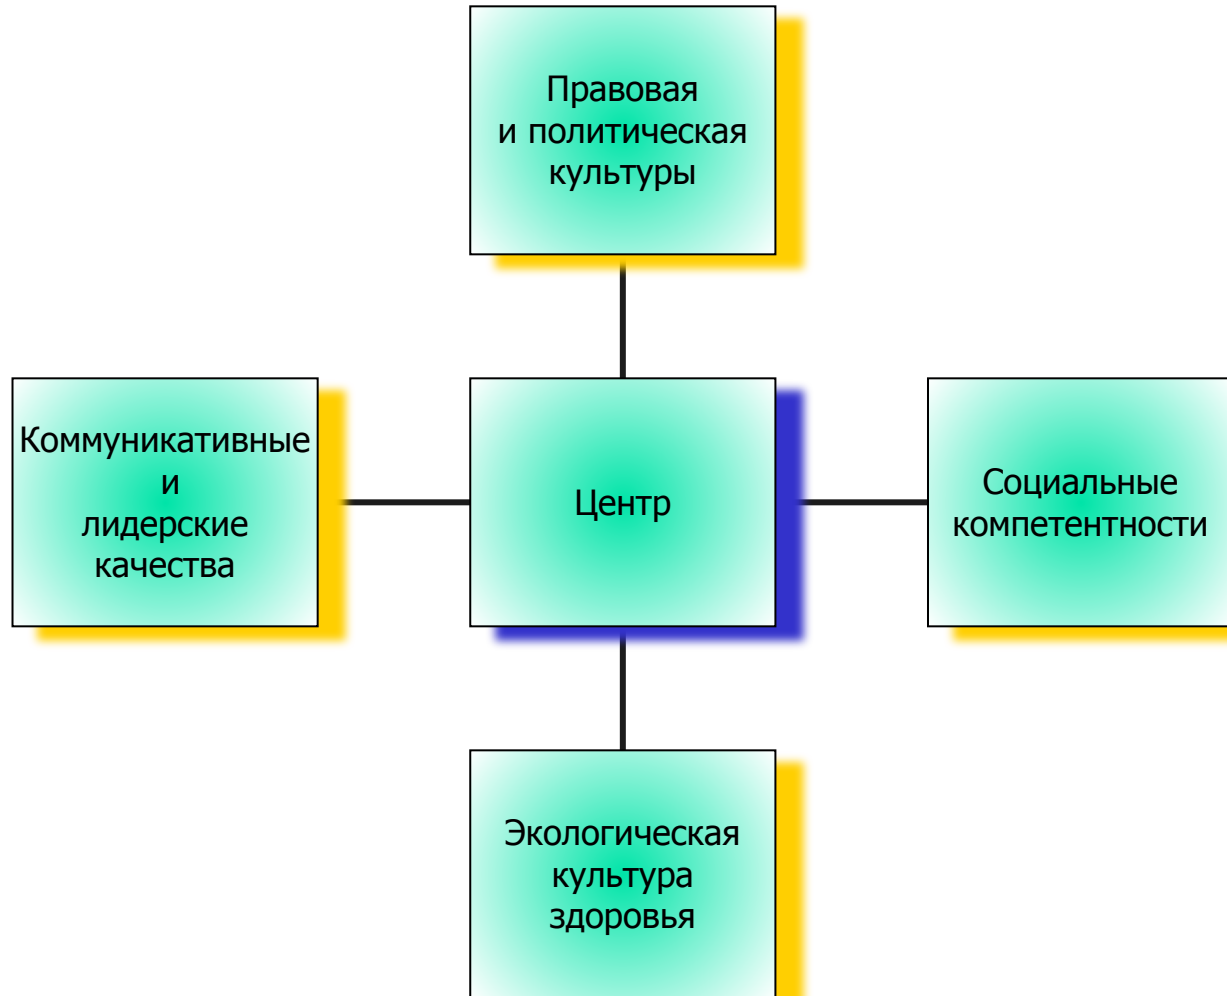 Правовая
и политическая
культуры
Коммуникативные
и
лидерские
качества
Центр
Социальные
компетентности
Экологическая
культура
здоровья